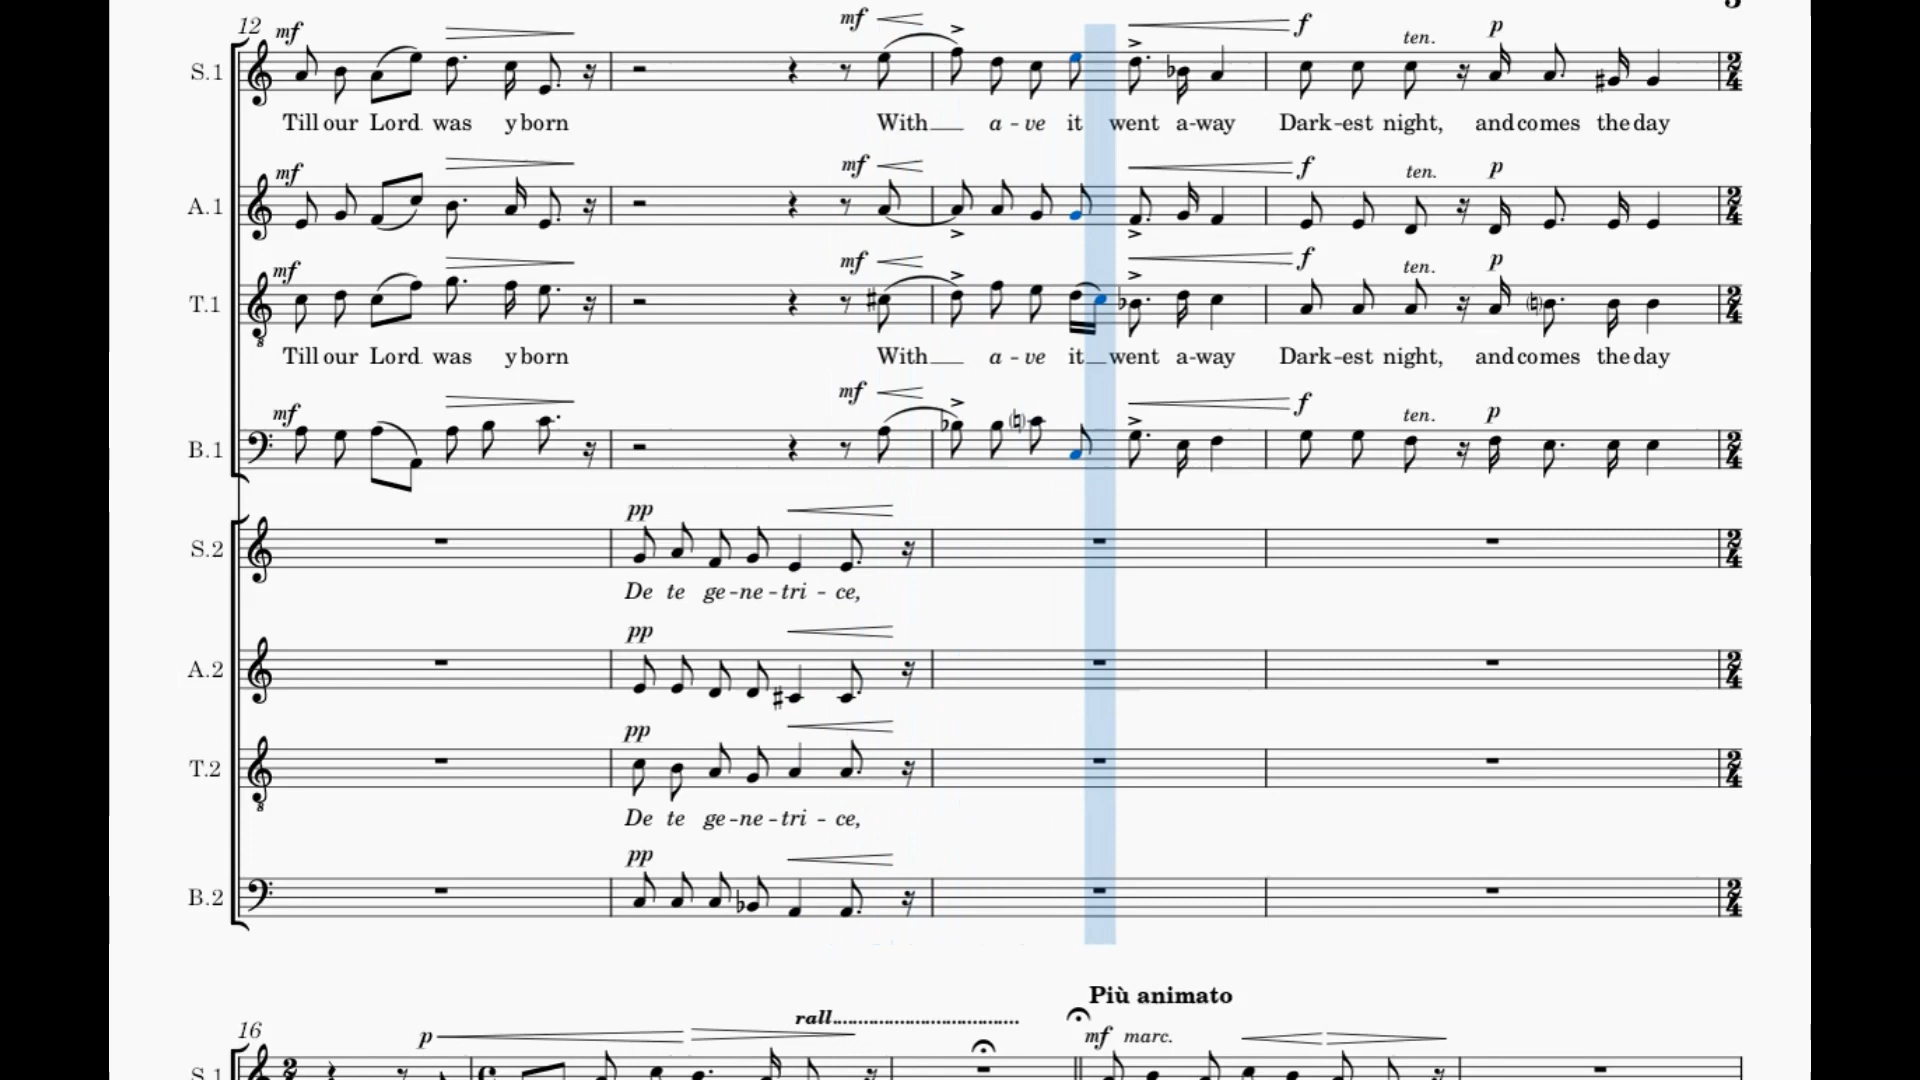 12 mf mf f ten. p
S.1
Till our Lord was y born With a - ve it went a-way Dark-est night, and comes the day
mf mf f ten. p
A.1
mf mf f ten. p
T.1
Till our Lord was y born With a - ve it went a-way Dark-est night, and comes the day
mf mf f ten. p
B.1
pp
S.2
De te ge-ne-tri - ce,
pp
A.2
pp
T.2
De te ge-ne-tri - ce,
pp
B.2
Più animato
16 p rall. mf marc.
S.1